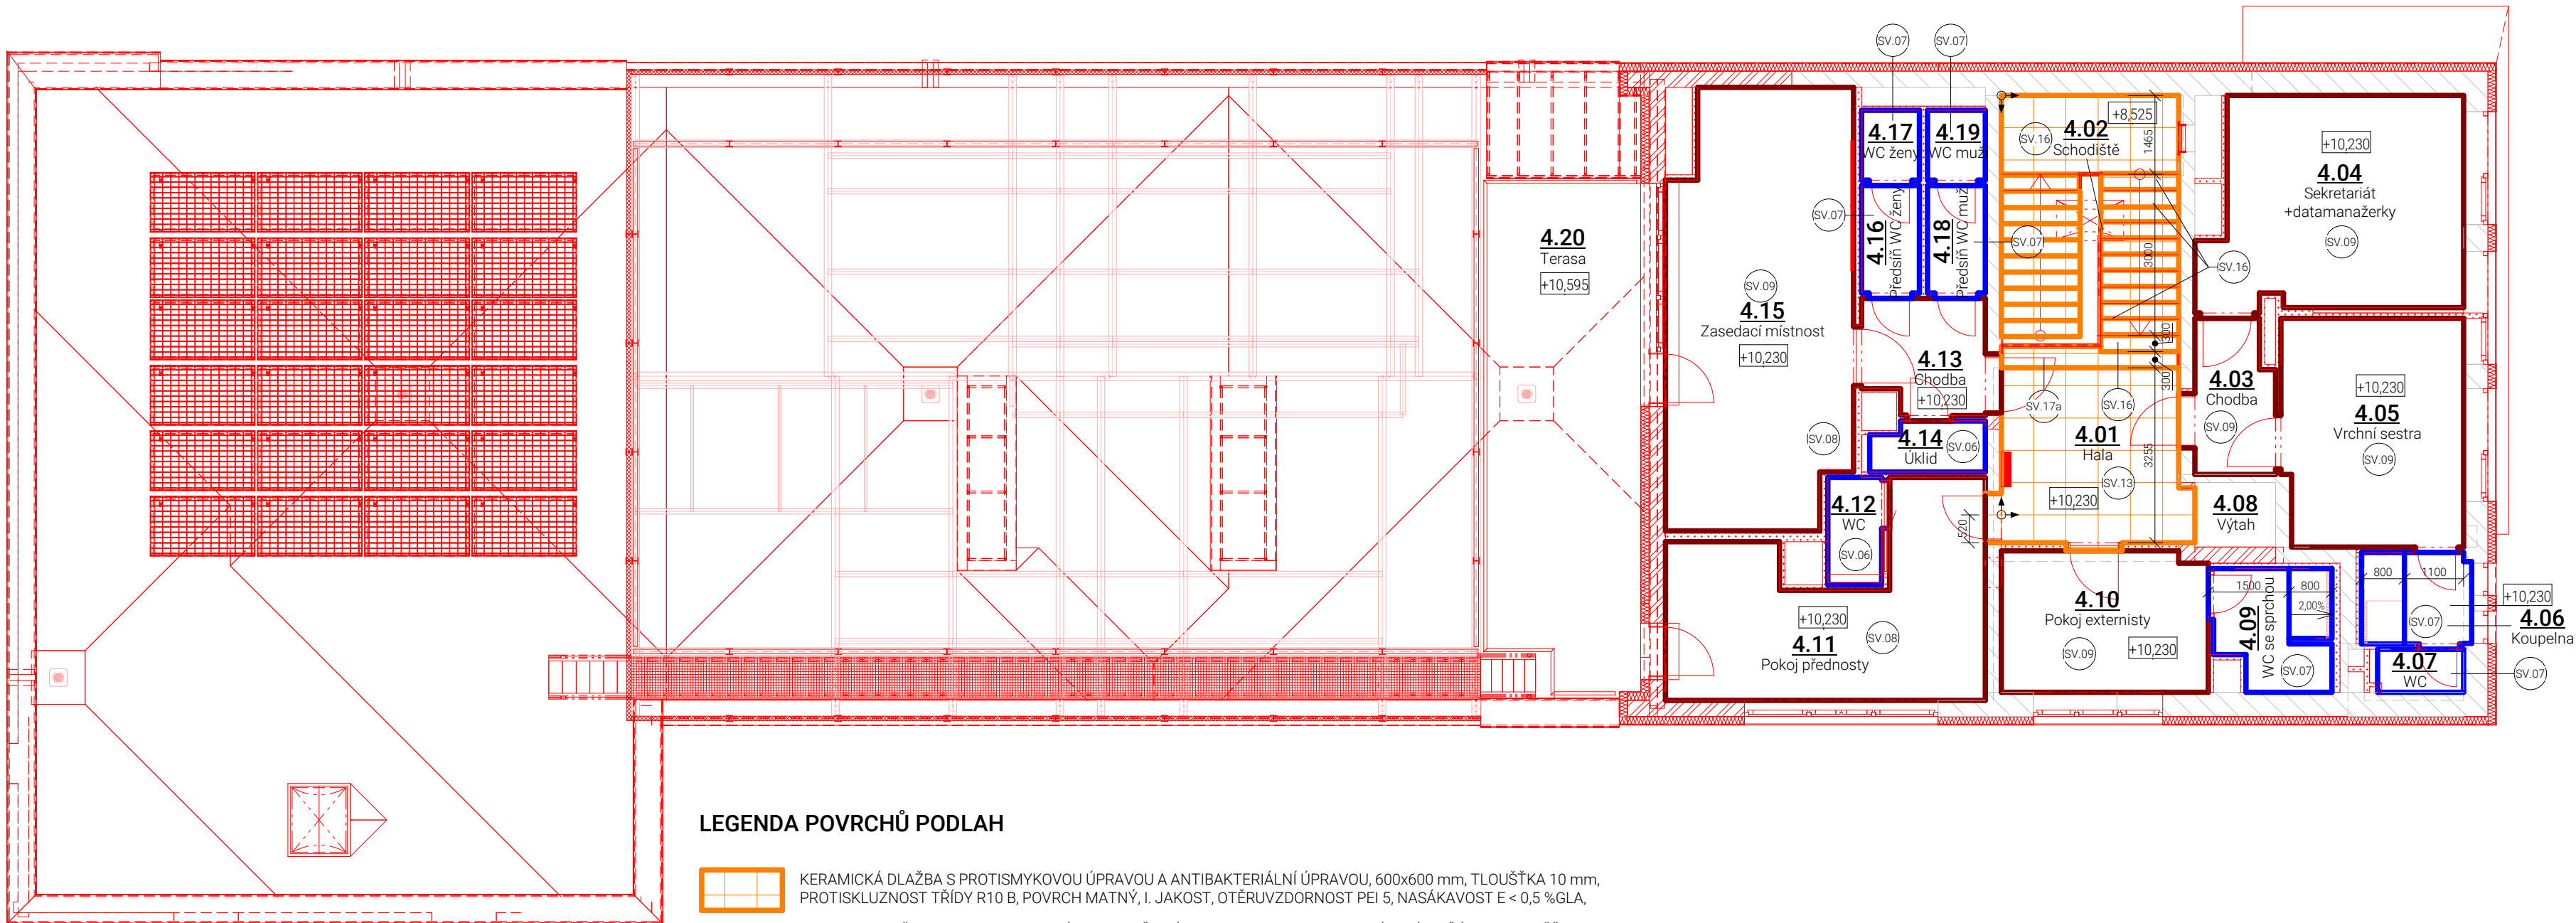 SV.07
SV.07
4.17
WC ženy
4.19
WC muži
SV.16
4.02
Schodiště
+8,525
1465
+10,230
4.04
Sekretariát
+datamanažerky
SV.09
4.20
Terasa
+10,595
SV.07
4.16
Předsíň WC ženy
4.18
Předsíň WC muži
SV.07
3000
SV.16
SV.09
4.15
Zasedací místnost
+10,230
300
4.13
Chodba
+10,230
300
4.03
Chodba
SV.09
+10,230
4.05
Vrchní sestra
SV.09
SV.17a
SV.16
SV.08
4.14
Úklid
SV.06
4.01
Hala
3255
SV.13
+10,230
4.08
Výtah
4.12
WC
SV.06
520
+10,230
4.11
Pokoj přednosty
SV.08
4.10
Pokoj externisty
SV.09
+10,230
1500
800
2,00%
4.09
WC se sprchou
SV.07
800
1100
+10,230
SV.07
4.06
Koupelna
4.07
WC
SV.07
LEGENDA POVRCHŮ PODLAH
KERAMICKÁ DLAŽBA S PROTISMYKOVOU ÚPRAVOU A ANTIBAKTERIÁLNÍ ÚPRAVOU, 600x600 mm, TLOUŠŤKA 10 mm,
PROTISKLUZNOST TŘÍDY R10 B, POVRCH MATNÝ, I. JAKOST, OTĚRUVZDORNOST PEI 5, NASÁKAVOST E < 0,5 %GLA,